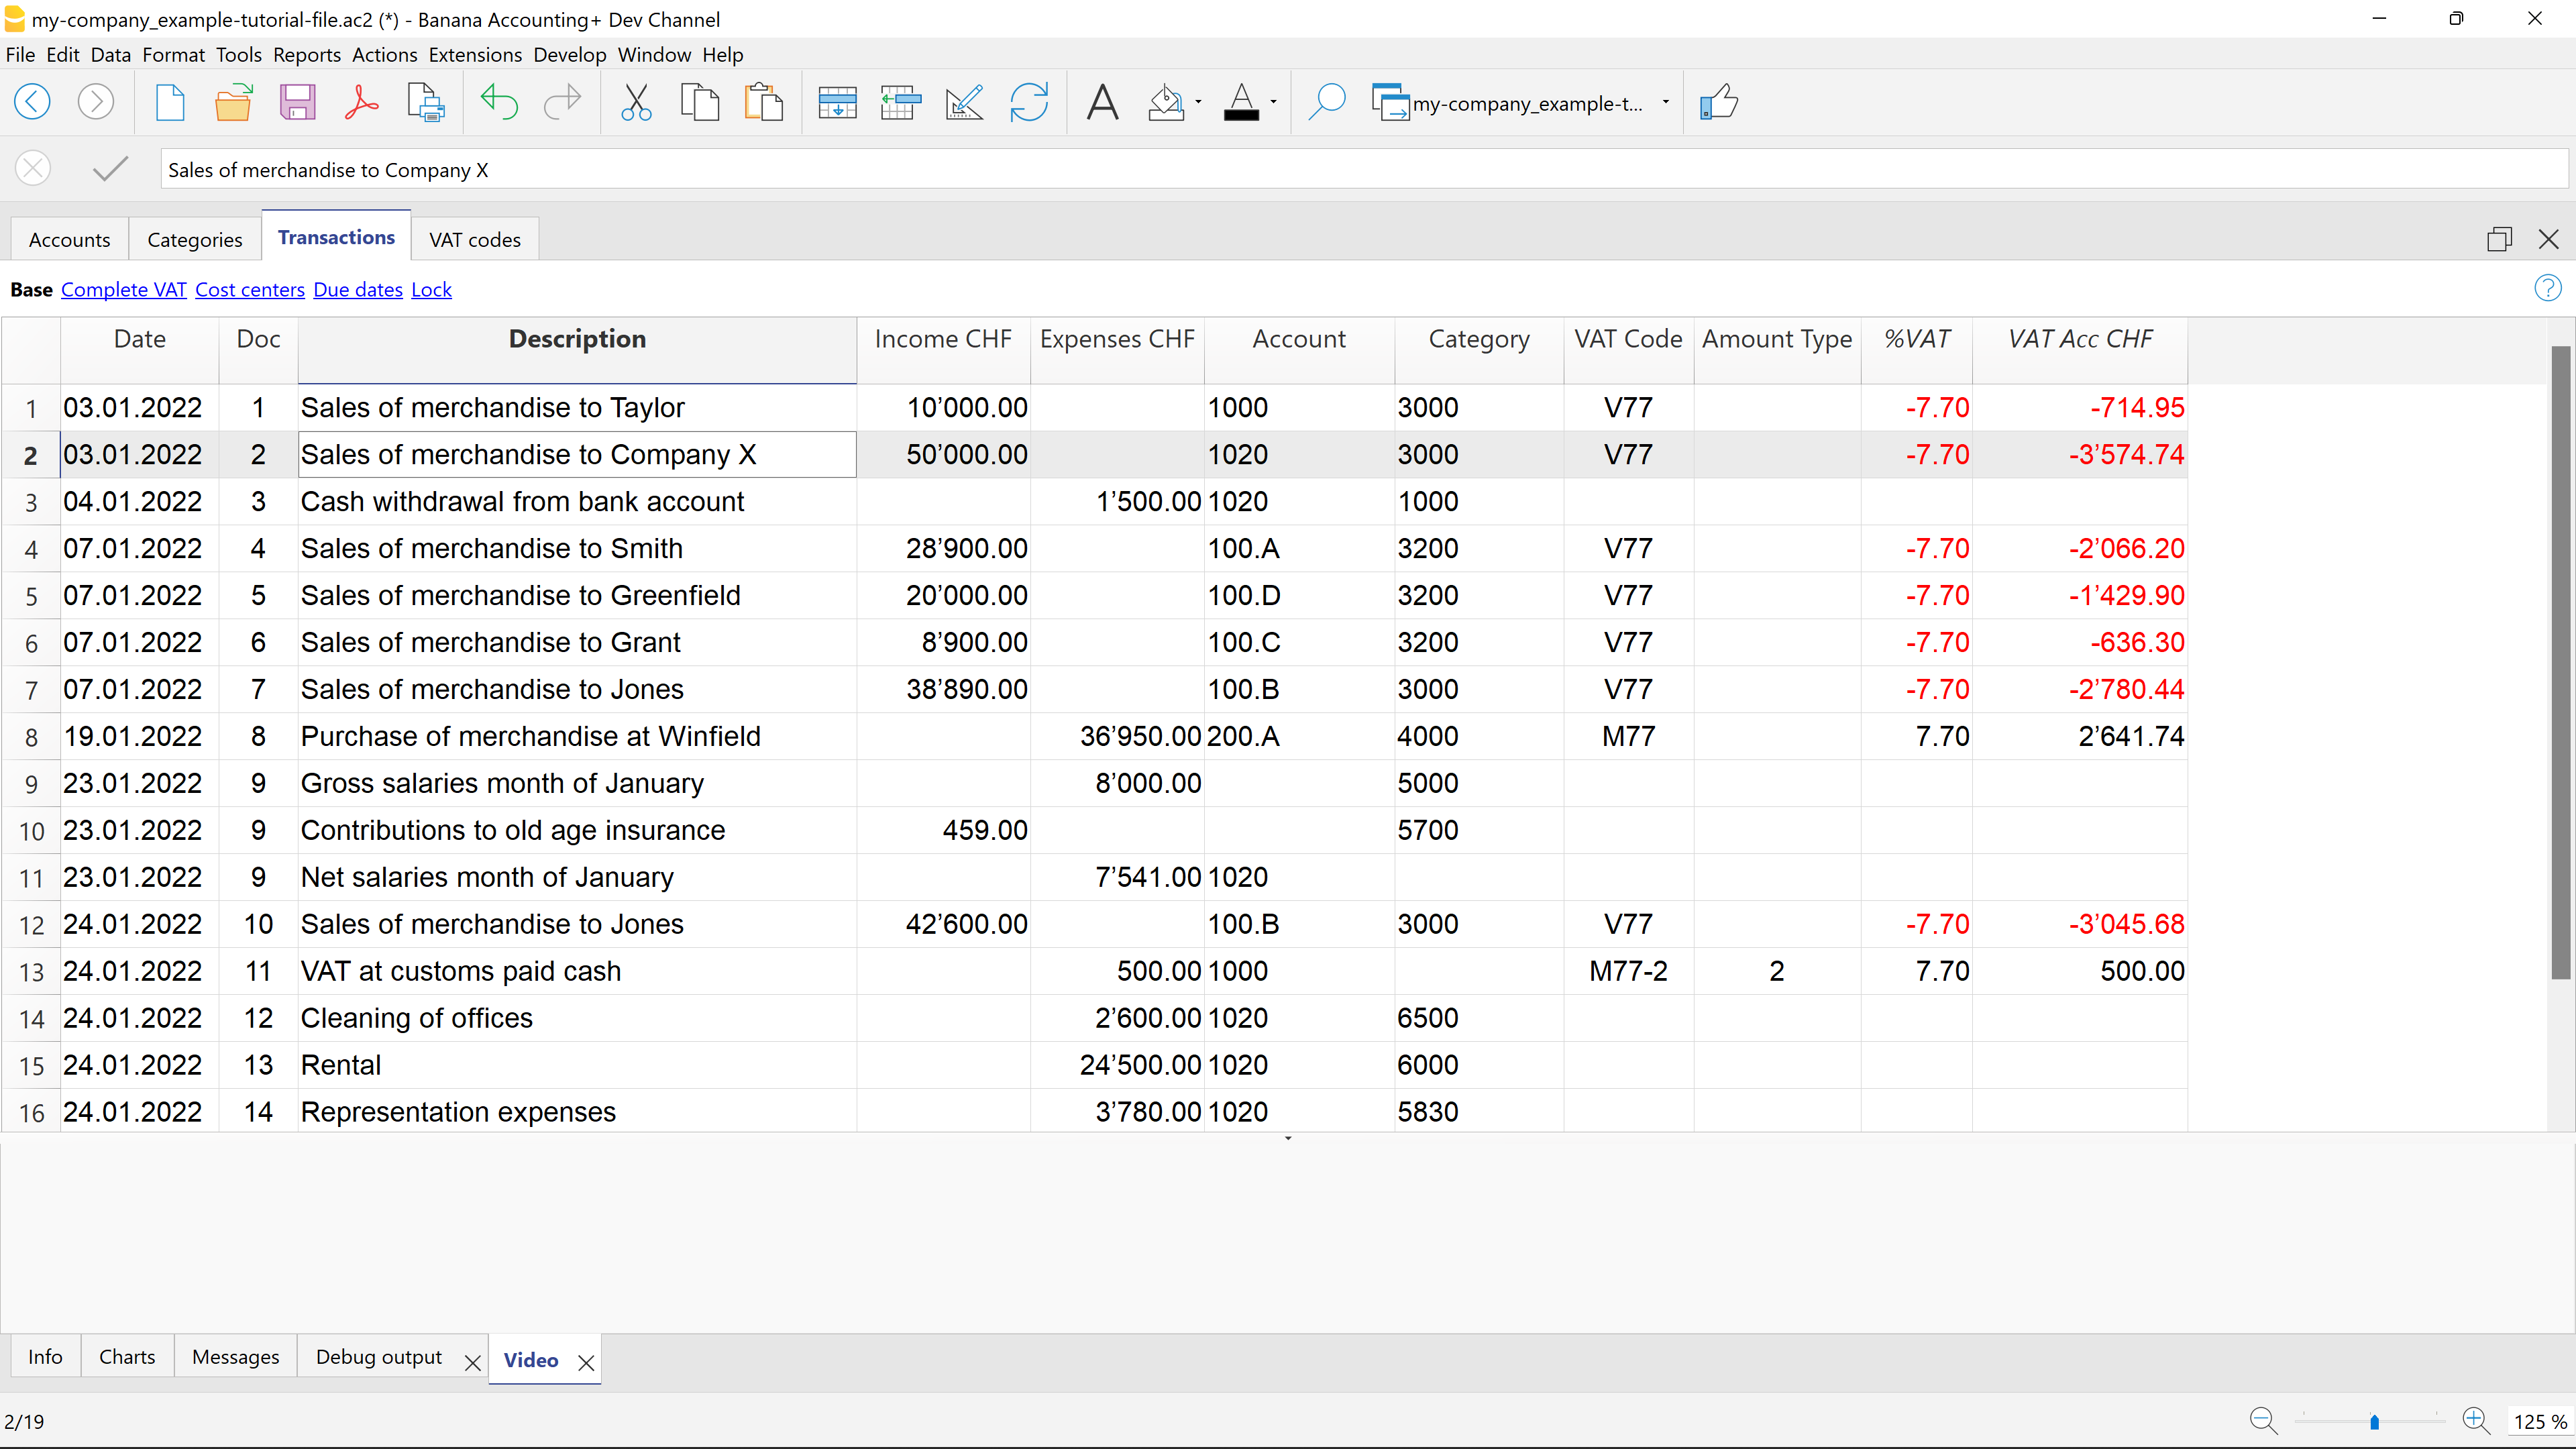 my-company_example-tutorial-file.ac2 (*) - Banana Accounting+ Dev Channel
File Edit Data Format Tools Reports Actions Extensions Develop Window Help
my-company_example-t...
Sales of merchandise to Company X
Accounts Categories Transactions VAT codes
Base Complete VAT Cost centers Due dates Lock
Date Doc Description Income CHF Expenses CHF Account Category VAT Code Amount Type %VAT VAT Acc CHF
1 03.01.2022 1 Sales of merchandise to Taylor 10’000.00 1000 3000 V77 -7.70 -714.95
2 03.01.2022 2 Sales of merchandise to Company X 50’000.00 1020 3000 V77 -7.70 -3’574.74
3 04.01.2022 3 Cash withdrawal from bank account 1’500.00 1020 1000
4 07.01.2022 4 Sales of merchandise to Smith 28’900.00 100.A 3200 V77 -7.70 -2’066.20
5 07.01.2022 5 Sales of merchandise to Greenfield 20’000.00 100.D 3200 V77 -7.70 -1’429.90
6 07.01.2022 6 Sales of merchandise to Grant 8’900.00 100.C 3200 V77 -7.70 -636.30
7 07.01.2022 7 Sales of merchandise to Jones 38’890.00 100.B 3000 V77 -7.70 -2’780.44
8 19.01.2022 8 Purchase of merchandise at Winfield 36’950.00 200.A 4000 M77 7.70 2’641.74
9 23.01.2022 9 Gross salaries month of January 8’000.00 5000
10 23.01.2022 9 Contributions to old age insurance 459.00 5700
11 23.01.2022 9 Net salaries month of January 7’541.00 1020
12 24.01.2022 10 Sales of merchandise to Jones 42’600.00 100.B 3000 V77 -7.70 -3’045.68
13 24.01.2022 11 VAT at customs paid cash 500.00 1000 M77-2 2 7.70 500.00
14 24.01.2022 12 Cleaning of offices 2’600.00 1020 6500
15 24.01.2022 13 Rental 24’500.00 1020 6000
16 24.01.2022 14 Representation expenses 3’780.00 1020 5830
Info Charts Messages Debug output Video
2/19 125 %